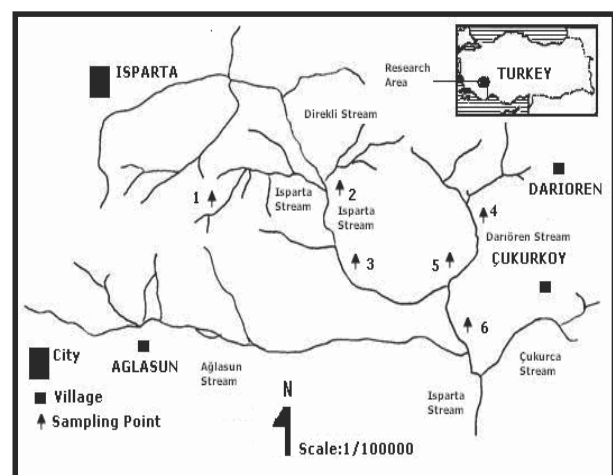 ISPARTA
Research
Area
TURKEY
Direkli Stream
1
Isparta
Stream
2
Isparta
Stream
DARIOREN
4
Darıören Stream
3
5
ÇUKURKOY
6
City
Village
Sampling Point
AGLASUN
Ağlasun
Stream
N
Scale:1/100000
Isparta
Stream
Çukurca
Stream